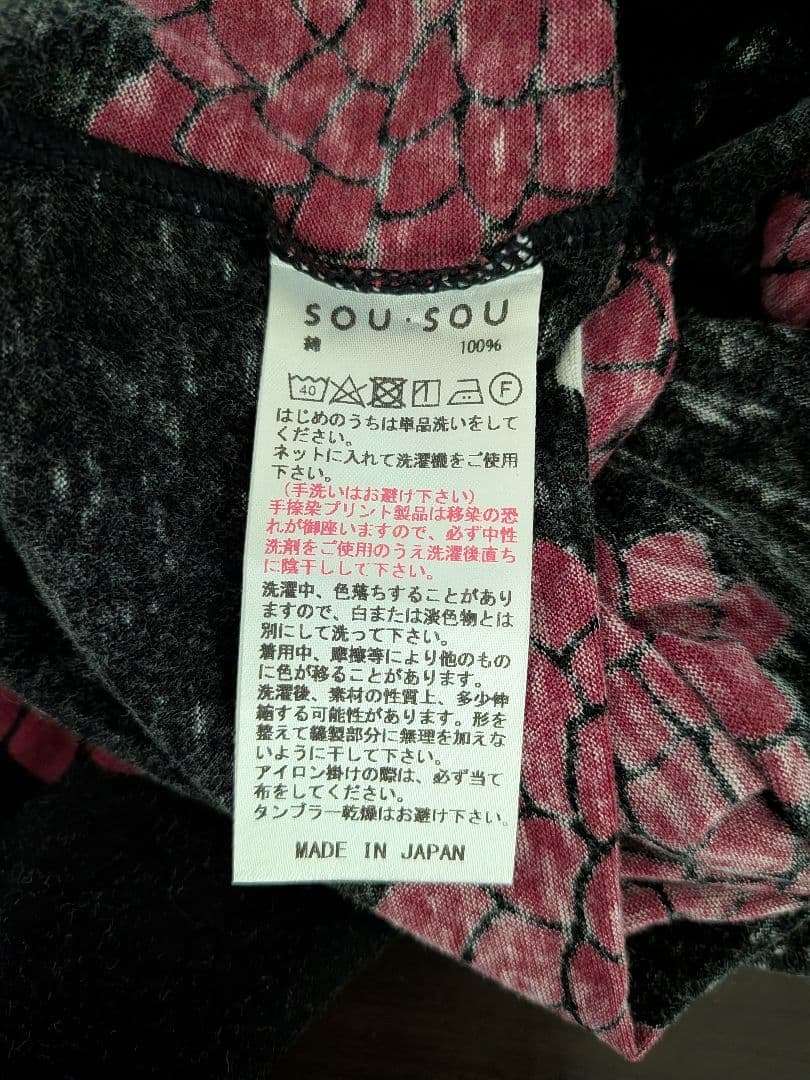 SOU・SOU
綿 100%
40 F
はじめのうちは単品洗いをして
ください。
ネットに入れて洗濯機をご使用
下さい。
(手洗いはお避け下さい)
手捺染プリント製品は移染の恐
れが御座いますので、必ず中性
洗剤をご使用のうえ洗濯後直ち
に陰干しして下さい。
洗濯中、色落ちすることがあり
ますので、白または淡色物とは
別にして洗って下さい。
着用中、摩擦等により他のもの
に色が移ることがあります。
洗濯後、素材の性質上、多少伸
縮する可能性があります。形を
整えて縫製部分に無理を加えな
いように干して下さい。
アイロン掛けの際は、必ず当て
布をしてください。
タンブラー乾燥はお避け下さい。
MADE IN JAPAN